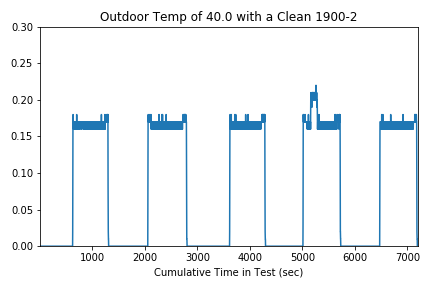 Outdoor Temp of 40.0 with a Clean 1900-2
0.30
0.25
0.20
0.15
0.10
0.05
0.00
1000 2000 3000 4000 5000 6000 7000
Cumulative Time in Test (sec)